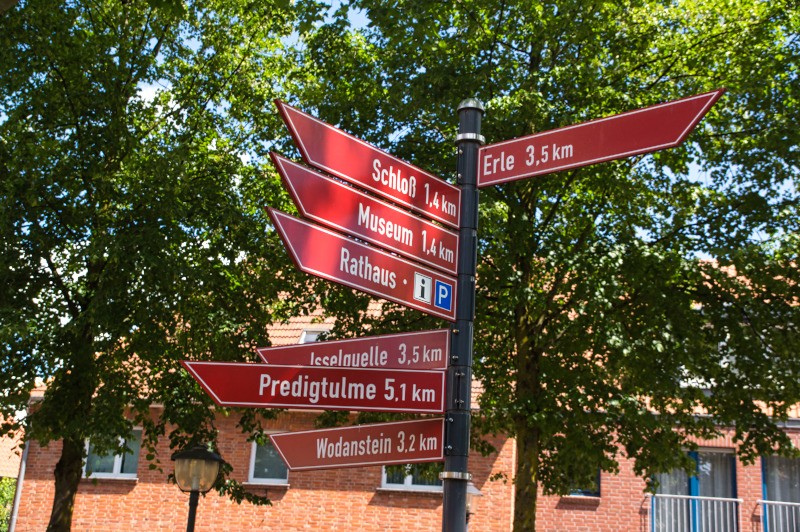 Erle 3,5 km
Schloß 1,4 km
Museum 1,4 km
Rathaus · i P
Isselquelle 3,5 km
Predigtulme 5,1 km
Wodanstein 3,2 km